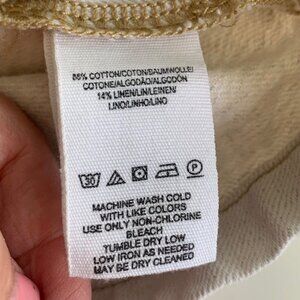 86% COTTON/COTON/BAUMWOLLE/
COTONE/ALGODÃO/ALGODÓN
14% LINEN/LIN/LEINEN/
LINO/LINHO/LINO
30
P
MACHINE WASH COLD
WITH LIKE COLORS
USE ONLY NON-CHLORINE
BLEACH
TUMBLE DRY LOW
LOW IRON AS NEEDED
MAY BE DRY CLEANED